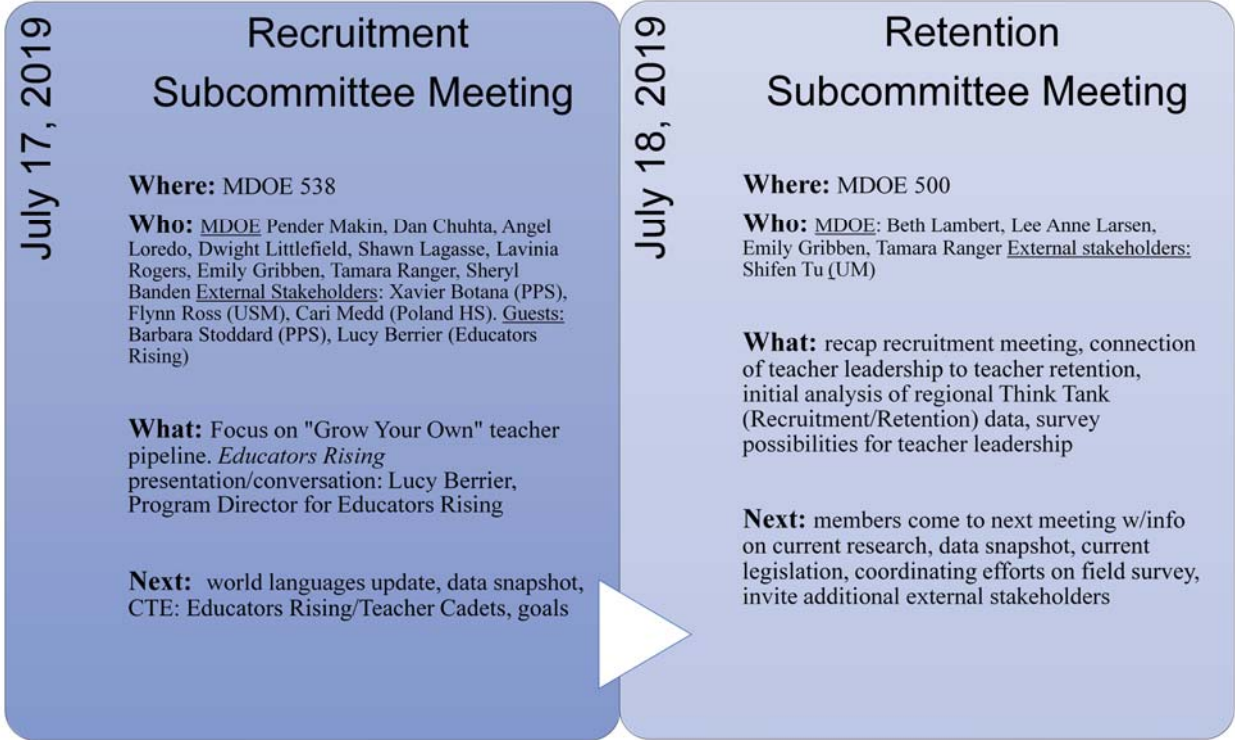 July 17, 2019
Recruitment
Subcommittee Meeting
Where: MDOE 538
Who: MDOE Pender Makin, Dan Chuhta, Angel
Loredo, Dwight Littlefield, Shawn Lagasse, Lavinia
Rogers, Emily Gribben, Tamara Ranger, Sheryl
Banden External Stakeholders: Xavier Botana (PPS),
Flynn Ross (USM), Cari Medd (Poland HS). Guests:
Barbara Stoddard (PPS), Lucy Berrier (Educators
Rising)
What: Focus on "Grow Your Own" teacher
pipeline. Educators Rising
presentation/conversation: Lucy Berrier,
Program Director for Educators Rising
Next: world languages update, data snapshot,
CTE: Educators Rising/Teacher Cadets, goals
July 18, 2019
Retention
Subcommittee Meeting
Where: MDOE 500
Who: MDOE: Beth Lambert, Lee Anne Larsen,
Emily Gribben, Tamara Ranger External stakeholders:
Shifen Tu (UM)
What: recap recruitment meeting, connection
of teacher leadership to teacher retention,
initial analysis of regional Think Tank
(Recruitment/Retention) data, survey
possibilities for teacher leadership
Next: members come to next meeting w/info
on current research, data snapshot, current
legislation, coordinating efforts on field survey,
invite additional external stakeholders